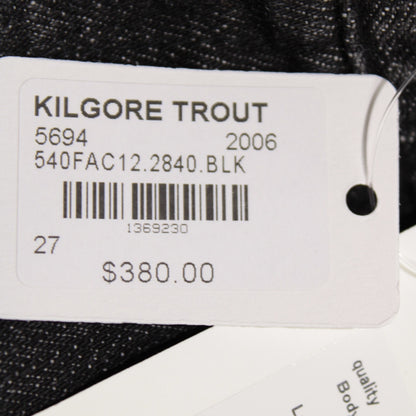 KILGORE TROUT
5694 2006
540FAC12.2840.BLK
1369230
27
$380.00
quality
Body